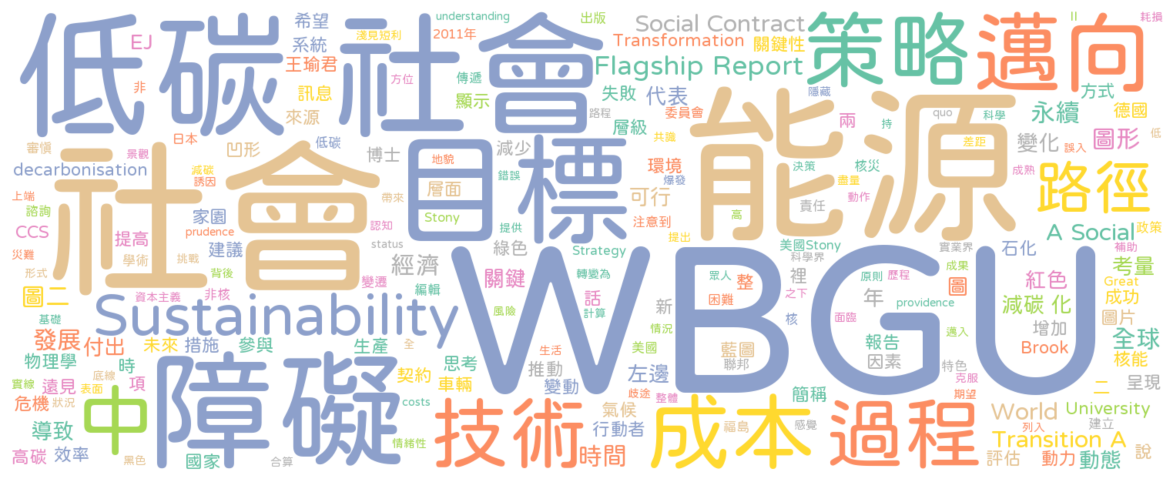 低碳社會
策略
邁向
社會
目標
能源
路徑
WBGU
Sustainability
障礙
中
技術
成本
過程
希望
EJ
系統
王瑜君
非
訊息
來源
understanding
2011年
淺見短利
方位
傳遞
顯示
出版
Social Contract
Transformation
關鍵性
Flagship Report
失敗
代表
隱藏
委員會
路程
層級
共識
II
耗損
方式
德國
永續
科學
quo
持
兩
變化
圖形
差距
誤入
低
審慎
日本
凹形
低碳
博士
減少
decarbonisation
景觀
減碳
誘因
地貌
錯誤
環境
爆發
決策
核災
盡量
動作
成熟
上端
諮詢
家園
層面
帶來
可行
責任
CCS
prudence
Stony
提供
注意到
高
A Social
政策
提高
建議
認知
綠色
提出
災難
學術
挑戰
status
Strategy
美國Stony
實業界
石化
補助
考量
形式
背後
經濟
科學界
圖二
資本主義
非核
變遷
編輯
關鍵
轉變為
眾人
整
裡
原則
歷程
成果
紅色
Great
成功
話
困難
之下
年
圖
減碳
化
基礎
風險
計算
新
情況
核
面臨
providence
邁入
增加
圖片
發展
付出
未來
措施
參與
生產
全
美國
藍圖
報告
Brook
全球
物理學
時
底線
思考
推動
生活
聯邦
因素
特色
核能
實線
遠見
表面
項
契約
車輛
變動
左邊
歧途
整體
簡稱
克服
期望
二
呈現
危機
狀況
costs
氣候
福島
感覺
World
University
列入
建立
導致
情緒性
行動者
Transition A
高碳
效率
黑色
國家
合算
時間
評估
動力
動態
說